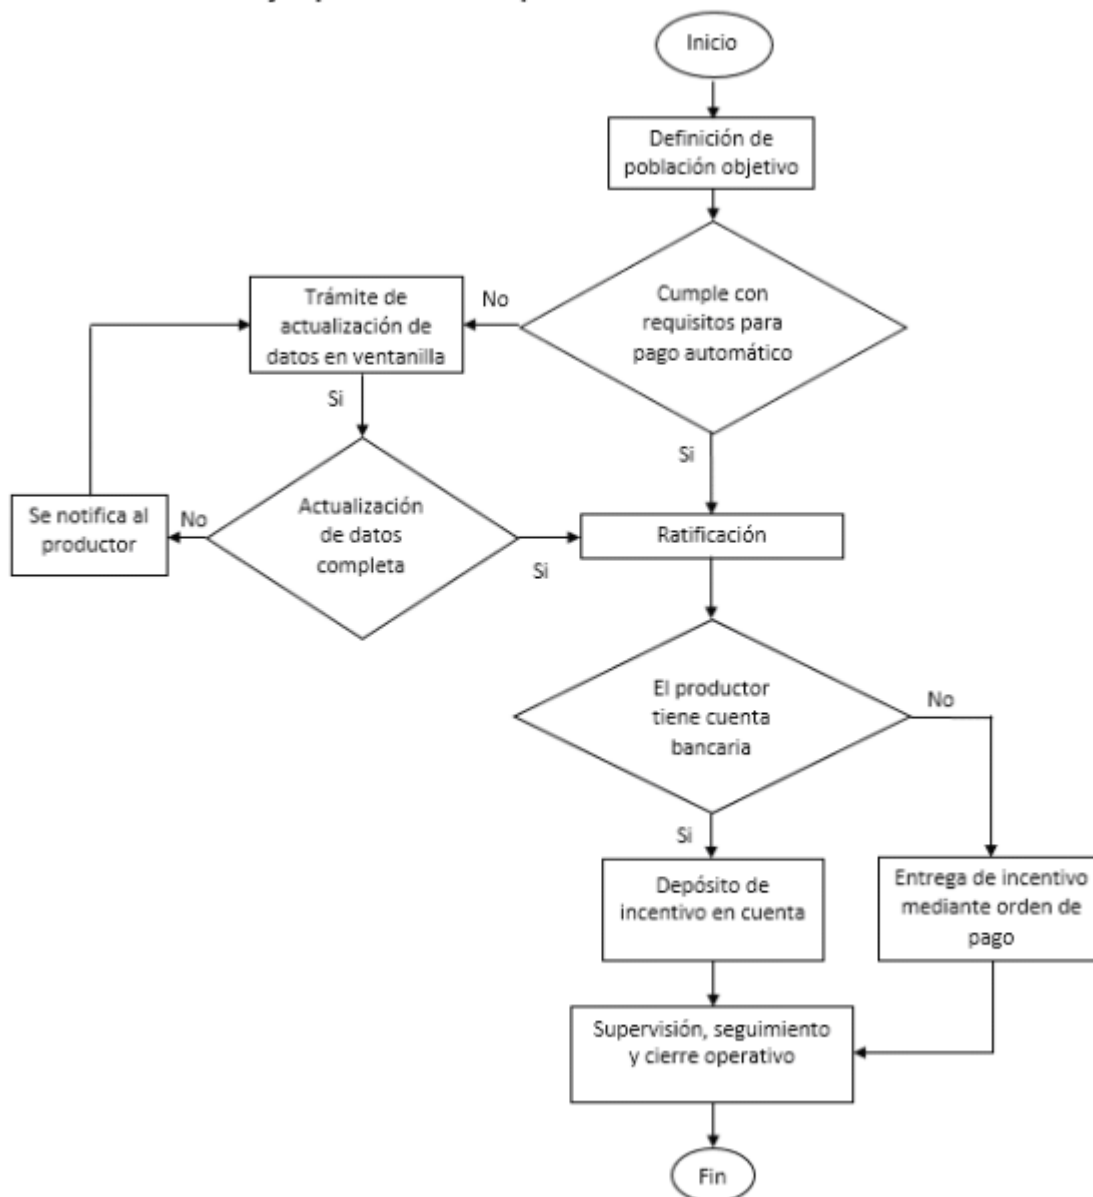 Inicio
Definición de
población objetivo
Cumple con
requisitos para
pago automático
No
Trámite de
actualización de
datos en ventanilla
Si
Si
Actualización
de datos
completa
No
Se notifica al
productor
Si
Ratificación
El productor
tiene cuenta
bancaria
No
Si
Depósito de
incentivo en cuenta
Entrega de incentivo
mediante orden de
pago
Supervisión, seguimiento
y cierre operativo
Fin